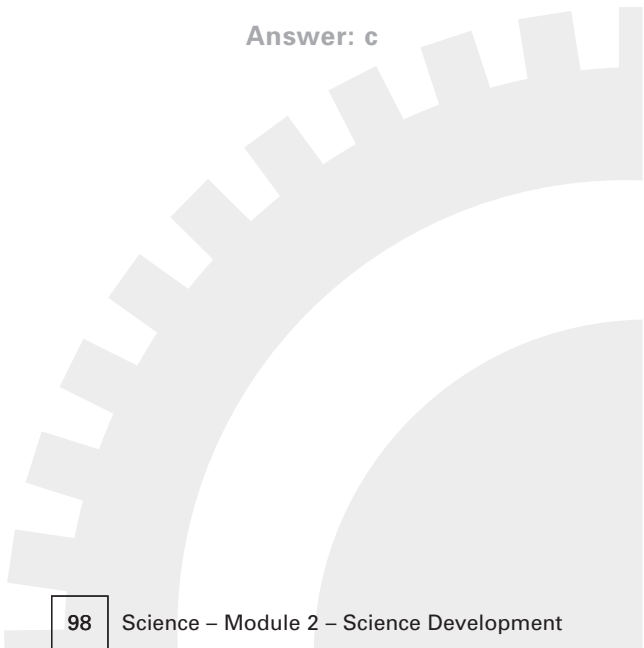 Answer: c
98 Science – Module 2 – Science Development